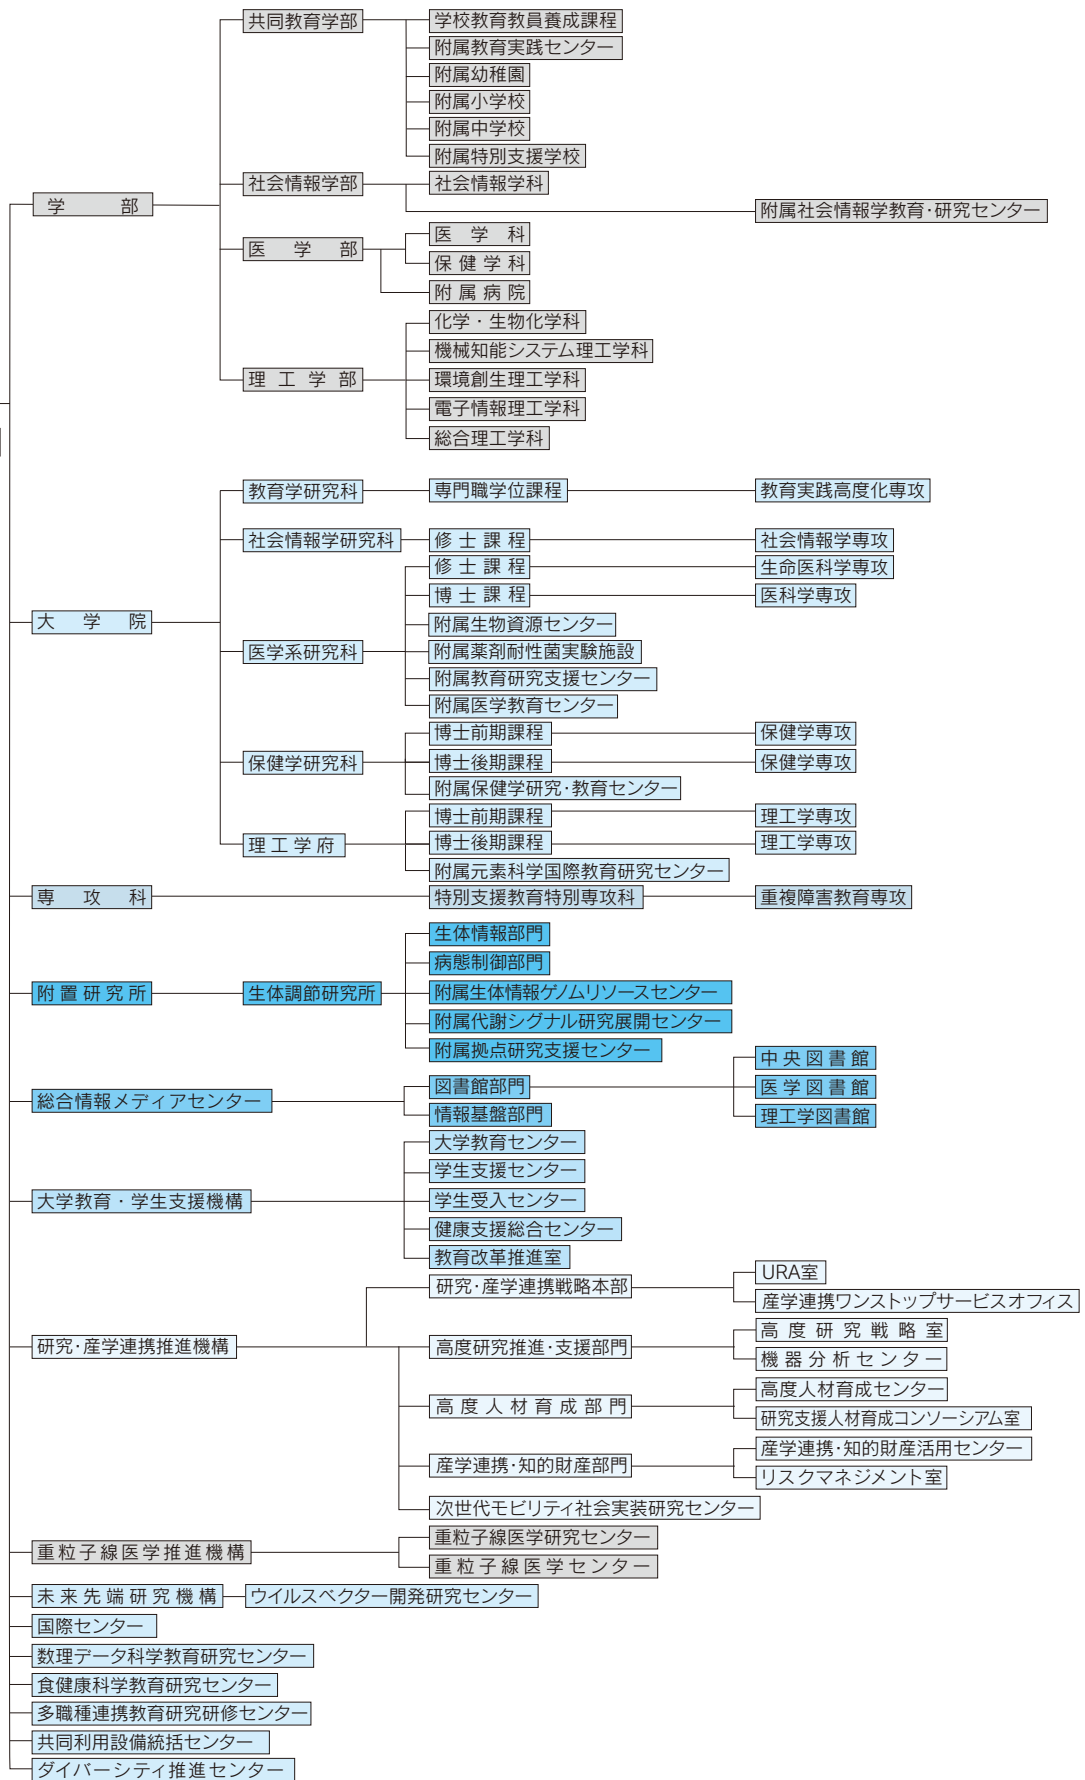 共同教育学部
学校教育教員養成課程
附属教育実践センター
附属幼稚園
附属小学校
附属中学校
附属特別支援学校
社会情報学部
社会情報学科
学部
附属社会情報学教育・研究センター
医学部
医学科
保健学科
附属病院
理工学部
化学・生物化学科
機械知能システム理工学科
環境創生理工学科
電子情報理工学科
総合理工学科
教育学研究科
専門職学位課程
教育実践高度化専攻
社会情報学研究科
修士課程
社会情報学専攻
大学院
医学系研究科
修士課程
生命医科学専攻
博士課程
医科学専攻
附属生物資源センター
附属薬剤耐性菌実験施設
附属教育研究支援センター
附属医学教育センター
保健学研究科
博士前期課程
保健学専攻
博士後期課程
保健学専攻
附属保健学研究・教育センター
理工学府
博士前期課程
理工学専攻
博士後期課程
理工学専攻
附属元素科学国際教育研究センター
専攻科
特別支援教育特別専攻科
重複障害教育専攻
附置研究所
生体調節研究所
生体情報部門
病態制御部門
附属生体情報ゲノムリソースセンター
附属代謝シグナル研究展開センター
附属拠点研究支援センター
総合情報メディアセンター
図書館部門
中央図書館
医学図書館
理工学図書館
情報基盤部門
大学教育・学生支援機構
大学教育センター
学生支援センター
学生受入センター
健康支援総合センター
教育改革推進室
研究・産学連携推進機構
研究・産学連携戦略本部
URA室
産学連携ワンストップサービスオフィス
高度研究推進・支援部門
高度研究戦略室
機器分析センター
高度人材育成部門
高度人材育成センター
研究支援人材育成コンソーシアム室
産学連携・知的財産部門
産学連携・知的財産活用センター
リスクマネジメント室
次世代モビリティ社会実装研究センター
重粒子線医学推進機構
重粒子線医学研究センター
重粒子線医学センター
未来先端研究機構
ウイルスベクター開発研究センター
国際センター
数理データ科学教育研究センター
食健康科学教育研究センター
多職種連携教育研究研修センター
共同利用設備統括センター
ダイバーシティ推進センター